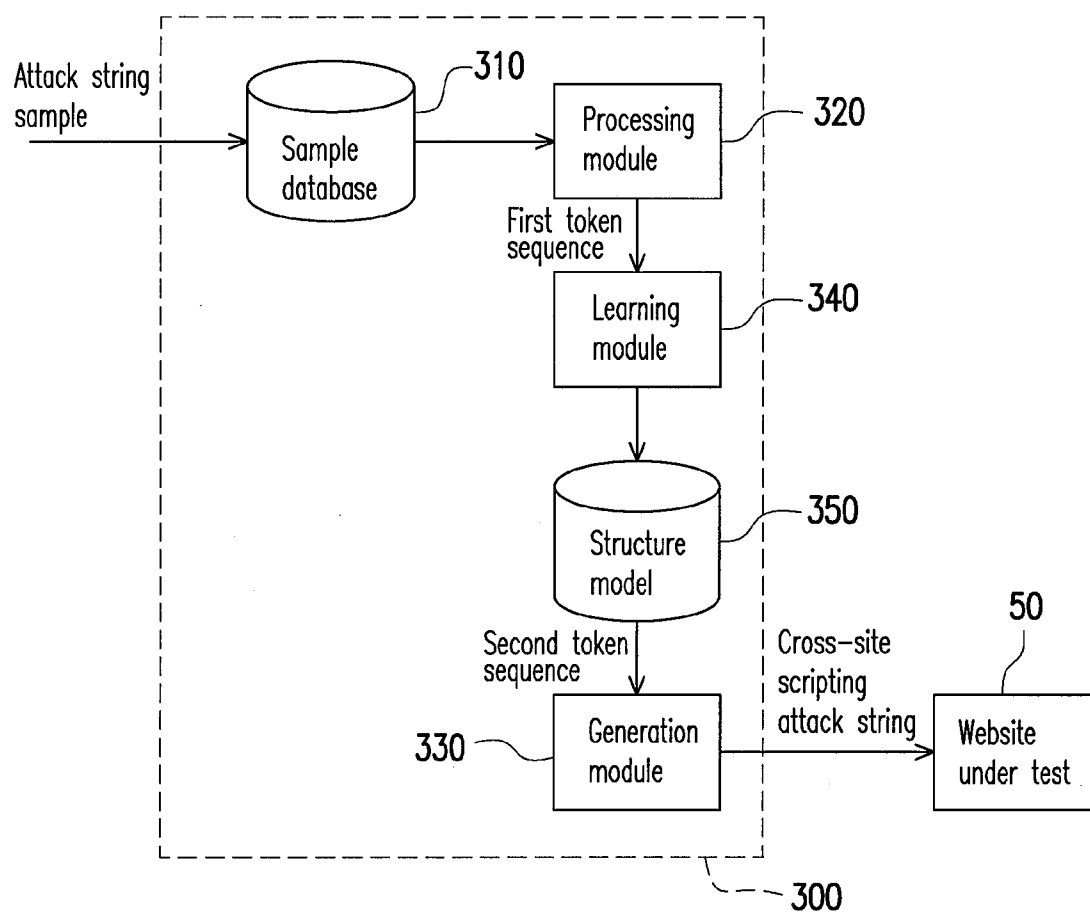 Attack string
sample
310
Sample
database
Processing
module
320
First token
sequence
Learning
module
340
Structure
model
350
Second token
sequence
Generation
module
330
Cross-site
scripting
attack string
50
Website
under test
300